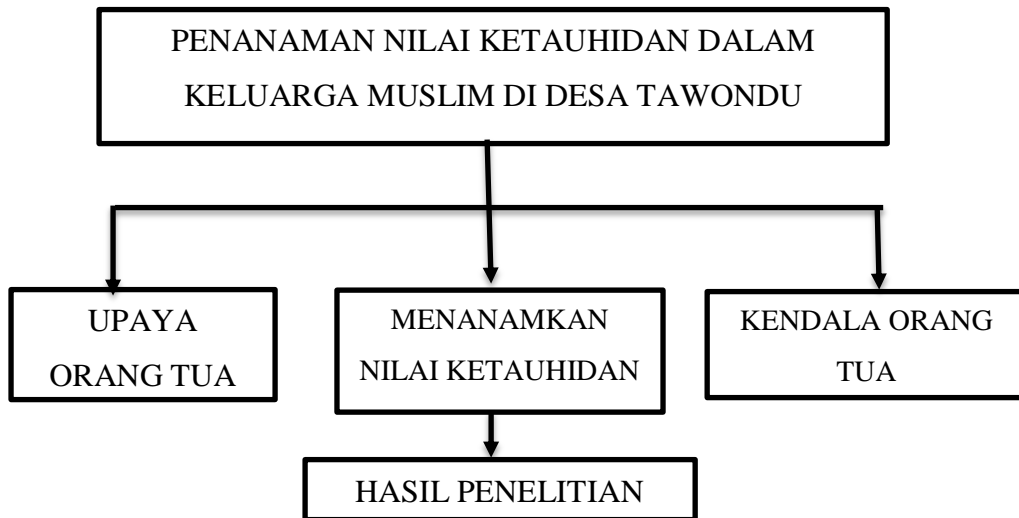 PENANAMAN NILAI KETAUHIDAN DALAM
KELUARGA MUSLIM DI DESA TAWONDU
UPAYA
ORANG TUA
MENANAMKAN
NILAI KETAUHIDAN
KENDALA ORANG
TUA
HASIL PENELITIAN